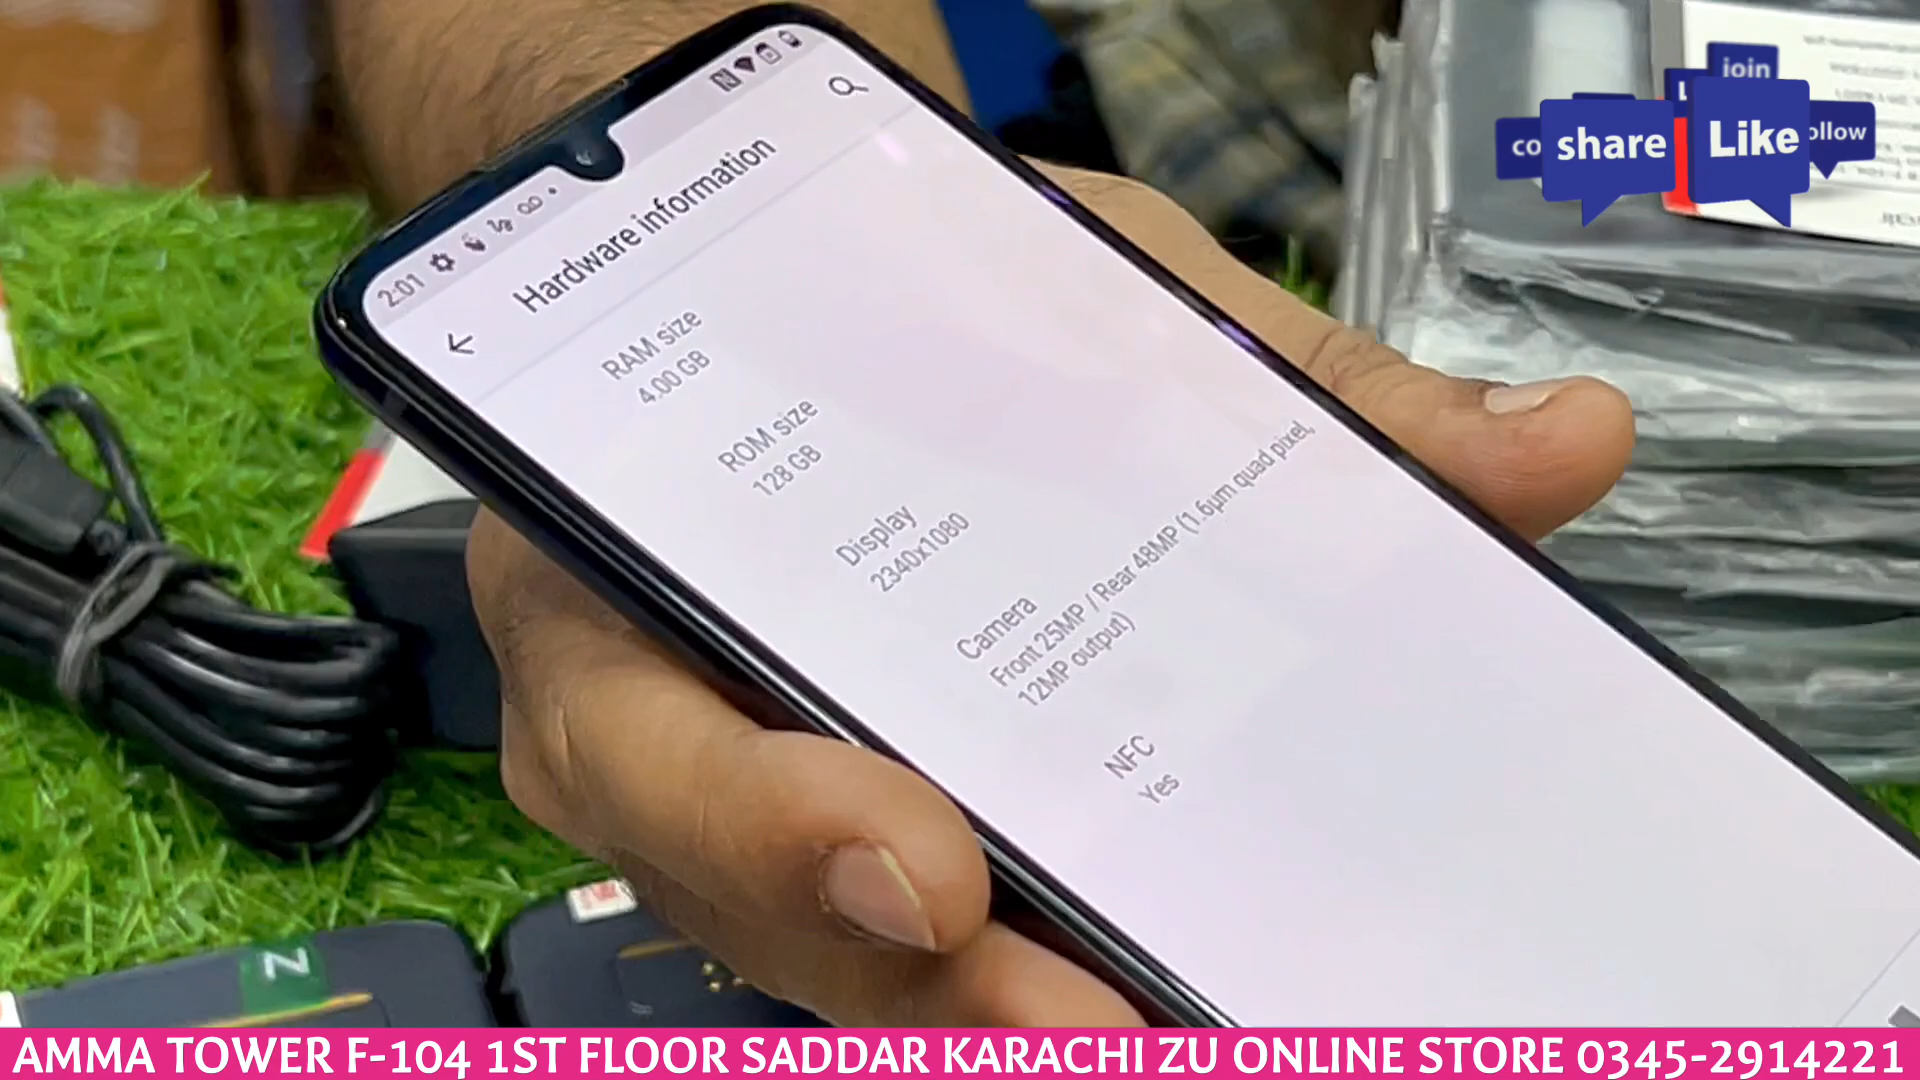 2:01
Hardware information
RAM size
4.00 GB
ROM size
128 GB
Display
2340x1080
Camera
Front 25MP / Rear 48MP (1.6µm quad pixel,
12MP output)
NFC
Yes
join
co
share
Like
ollow
Z
AMMA TOWER F-104 1ST FLOOR SADDAR KARACHI ZU ONLINE STORE 0345-2914221